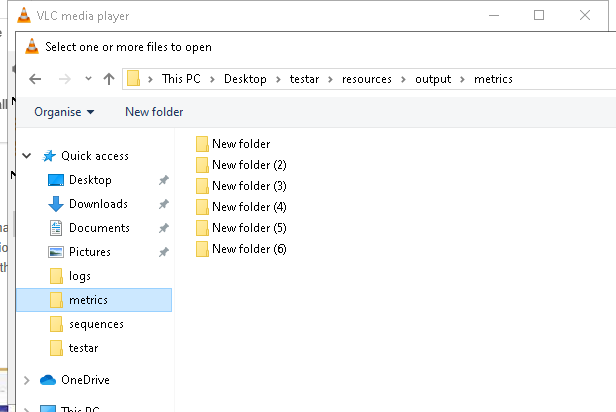 VLC media player
Select one or more files to open
This PC > Desktop > testar > resources > output > metrics
Organise New folder
Quick access
Desktop
Downloads
Documents
Pictures
logs
metrics
sequences
testar
OneDrive
This PC
New folder
New folder (2)
New folder (3)
New folder (4)
New folder (5)
New folder (6)